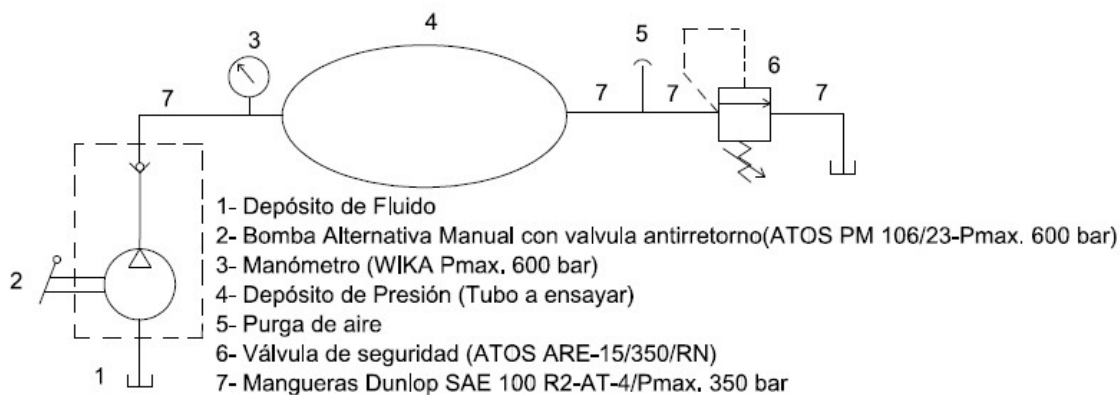 4
3
5
6
7
7
7
7
1- Depósito de Fluido
2- Bomba Alternativa Manual con valvula antirretorno(ATOS PM 106/23-Pmax. 600 bar)
2
3- Manómetro (WIKA Pmax. 600 bar)
4- Depósito de Presión (Tubo a ensayar)
5- Purga de aire
1
6- Válvula de seguridad (ATOS ARE-15/350/RN)
7- Mangueras Dunlop SAE 100 R2-AT-4/Pmax. 350 bar